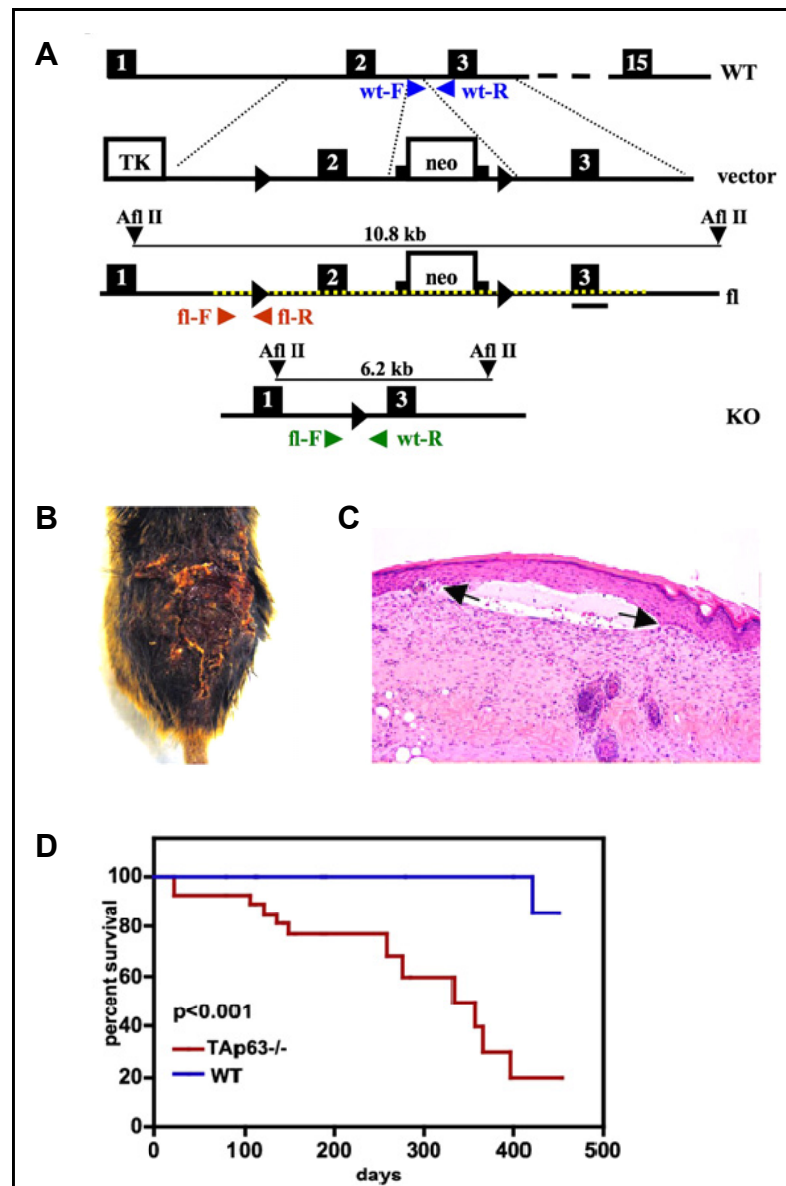 A
1 2 3 15
WT
wt-F wt-R
TK 2 neo 3
vector
Afl II Afl II
10.8 kb
1 2 neo 3
fl
fl-F fl-R
Afl II Afl II
6.2 kb
1 3
KO
fl-F wt-R
B C
D
percent survival
100
80
60
40
20
0
p<0.001
TAp63-/-
WT
0 100 200 300 400 500
days